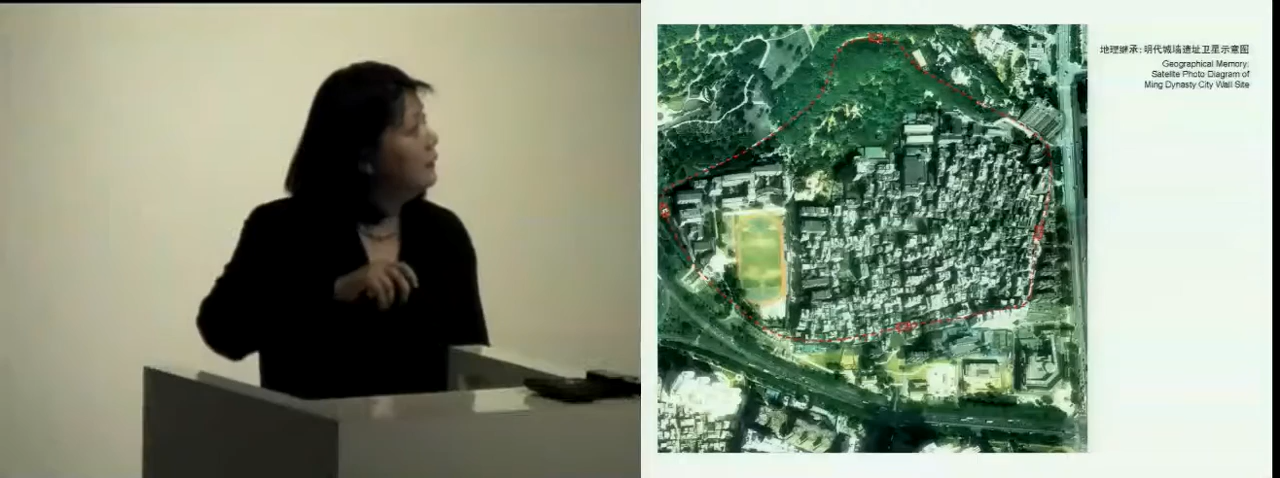 地理继承：明代城墙遗址卫星示意图
Geographical Memory:
Satellite Photo Diagram of
Ming Dynasty City Wall Site